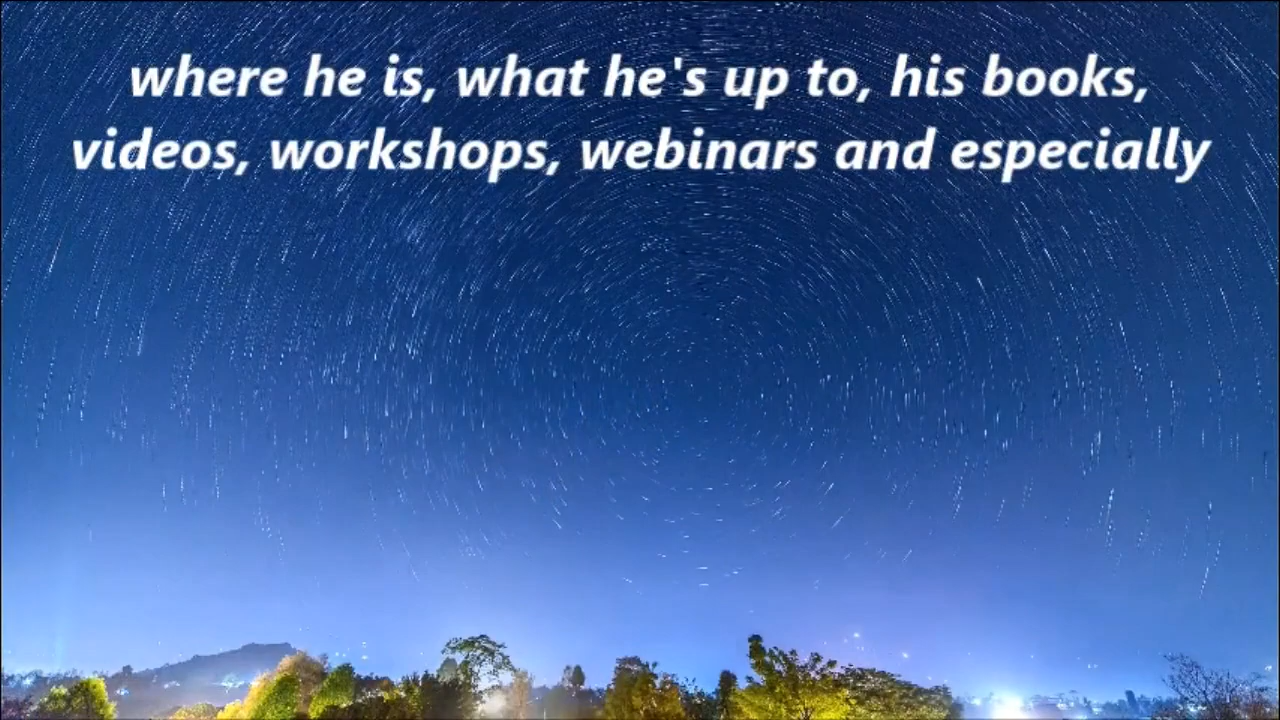 where he is, what he's up to, his books,
videos, workshops, webinars and especially